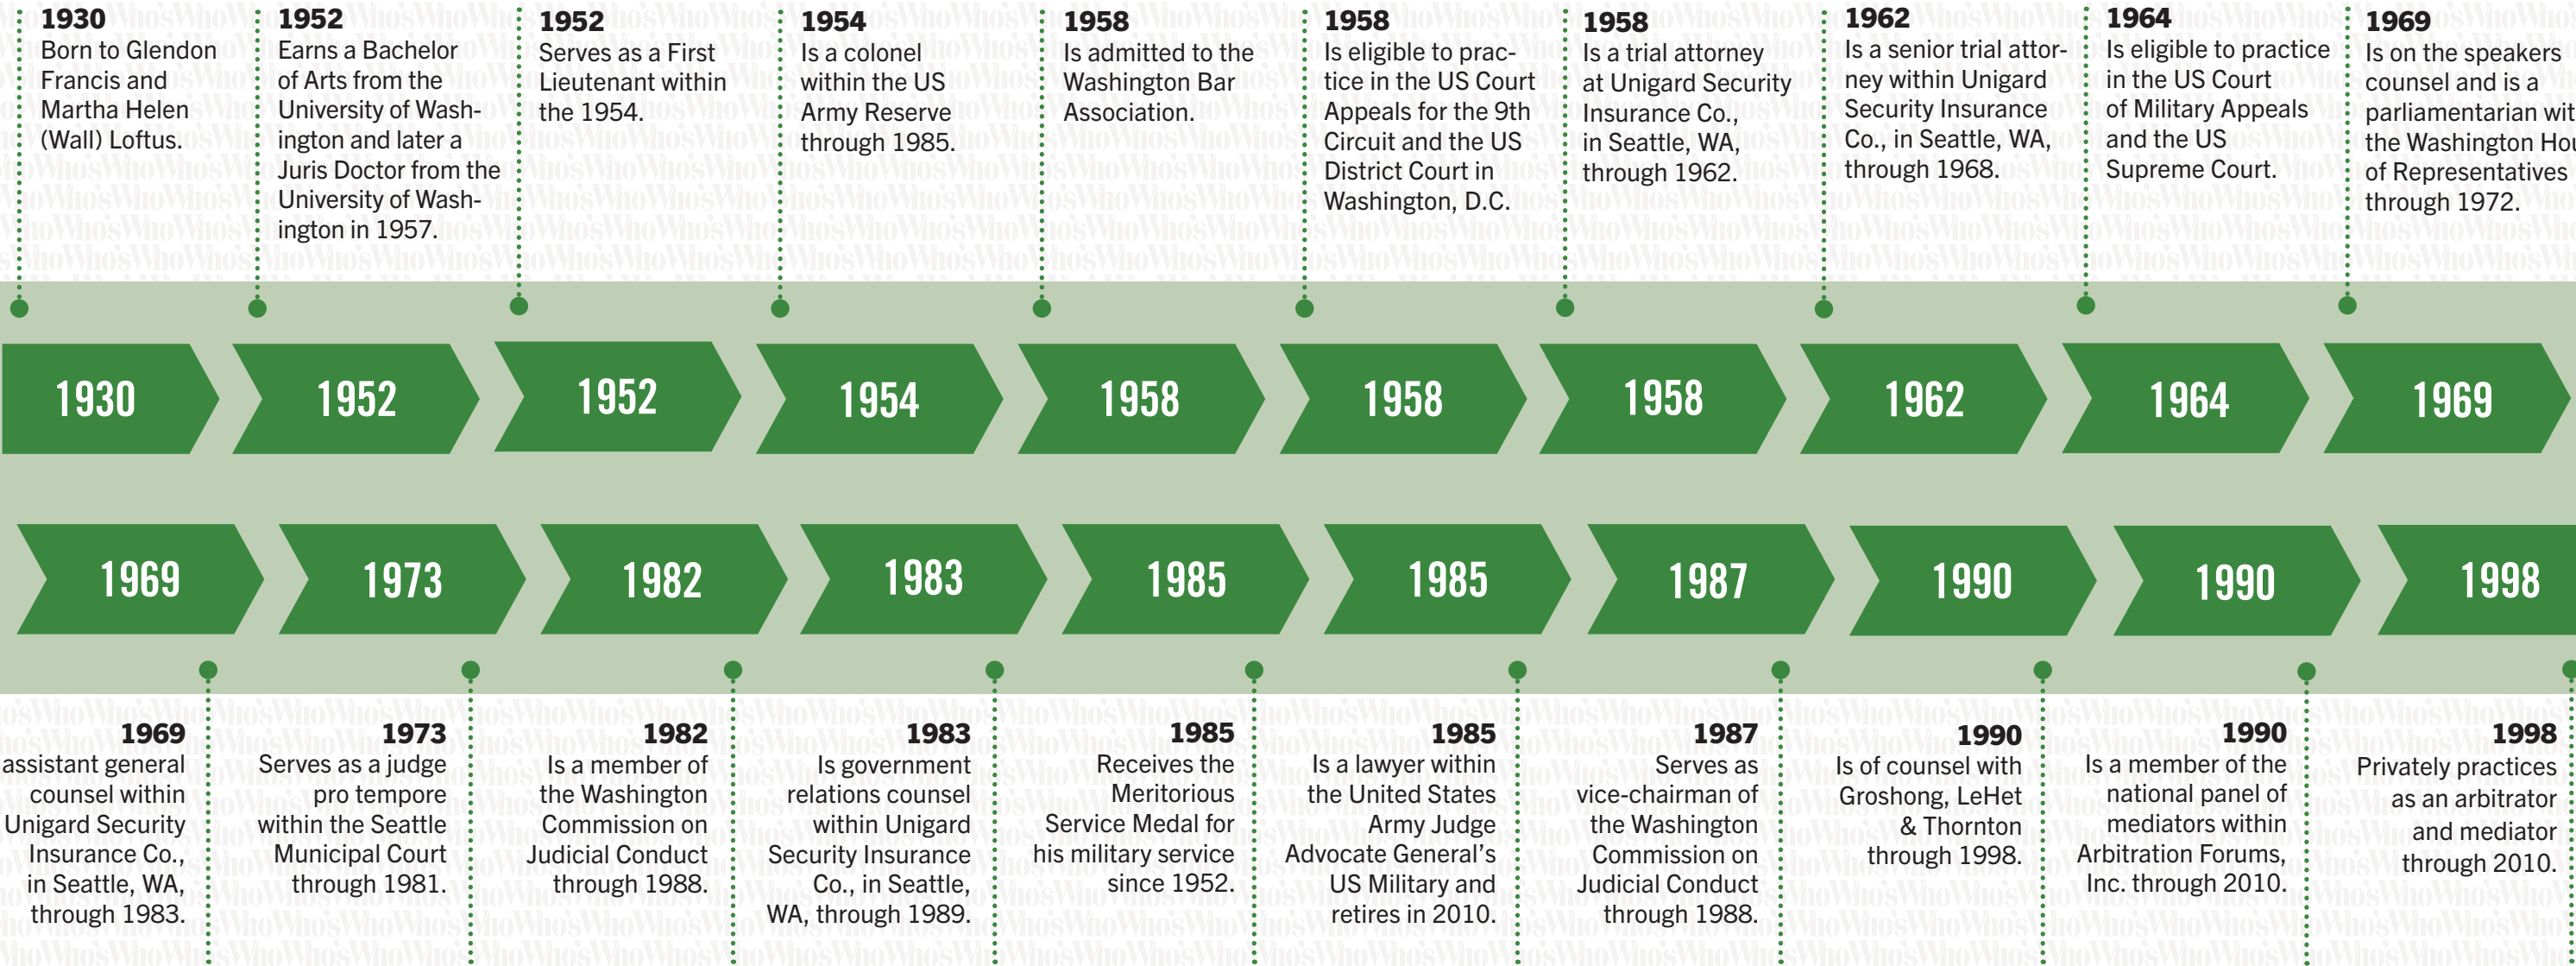 1930
Born to Glendon
Francis and
Martha Helen
(Wall) Loftus.
1952
Earns a Bachelor
of Arts from the
University of Wash-
ington and later a
Juris Doctor from the
University of Wash-
ington in 1957.
1952
Serves as a First
Lieutenant within
the 1954.
1954
Is a colonel
within the US
Army Reserve
through 1985.
1958
Is admitted to the
Washington Bar
Association.
1958
Is eligible to prac-
tice in the US Court
Appeals for the 9th
Circuit and the US
District Court in
Washington, D.C.
1958
Is a trial attorney
at Unigard Security
Insurance Co.,
in Seattle, WA,
through 1962.
1962
Is a senior trial attor-
ney within Unigard
Security Insurance
Co., in Seattle, WA,
through 1968.
1964
Is eligible to practice
in the US Court
of Military Appeals
and the US
Supreme Court.
1969
Is on the speakers
counsel and is a
parliamentarian wit
the Washington Hou
of Representatives
through 1972.
1930 1952 1952 1954 1958 1958 1958 1962 1964 1969
1969 1973 1982 1983 1985 1985 1987 1990 1990 1998
1969
assistant general
counsel within
Unigard Security
Insurance Co.,
in Seattle, WA,
through 1983.
1973
Serves as a judge
pro tempore
within the Seattle
Municipal Court
through 1981.
1982
Is a member of
the Washington
Commission on
Judicial Conduct
through 1988.
1983
Is government
relations counsel
within Unigard
Security Insurance
Co., in Seattle,
WA, through 1989.
1985
Receives the
Meritorious
Service Medal for
his military service
since 1952.
1985
Is a lawyer within
the United States
Army Judge
Advocate General's
US Military and
retires in 2010.
1987
Serves as
vice-chairman of
the Washington
Commission on
Judicial Conduct
through 1988.
1990
Is of counsel with
Groshong, LeHet
& Thornton
through 1998.
1990
Is a member of the
national panel of
mediators within
Arbitration Forums,
Inc. through 2010.
1998
Privately practices
as an arbitrator
and mediator
through 2010.